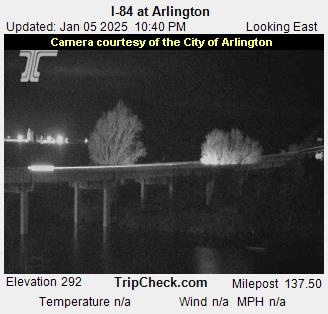 I-84 at Arlington
Updated: Jan 05 2025 10:40 PM Looking East
Camera courtesy of the City of Arlington
Elevation 292 TripCheck.com Milepost 137.50
Temperature n/a Wind n/a MPH n/a